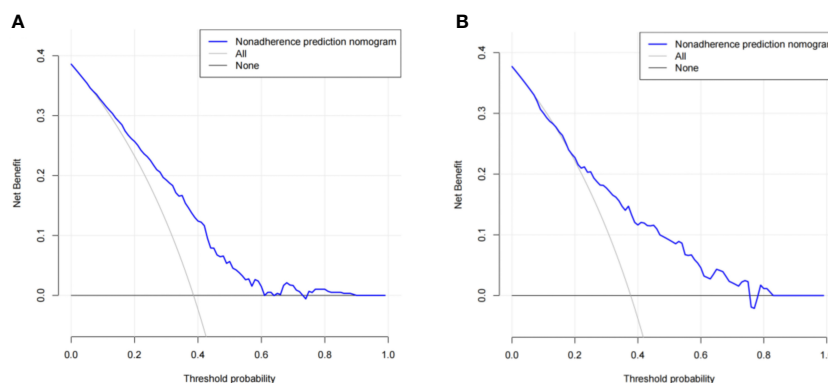 A
Nonadherence prediction nomogram
All
None
0.4
0.3
0.2
0.1
0.0
Net Benefit
0.0 0.2 0.4 0.6 0.8 1.0
Threshold probability
B
Nonadherence prediction nomogram
All
None
0.4
0.3
0.2
0.1
0.0
Net Benefit
0.0 0.2 0.4 0.6 0.8 1.0
Threshold probability